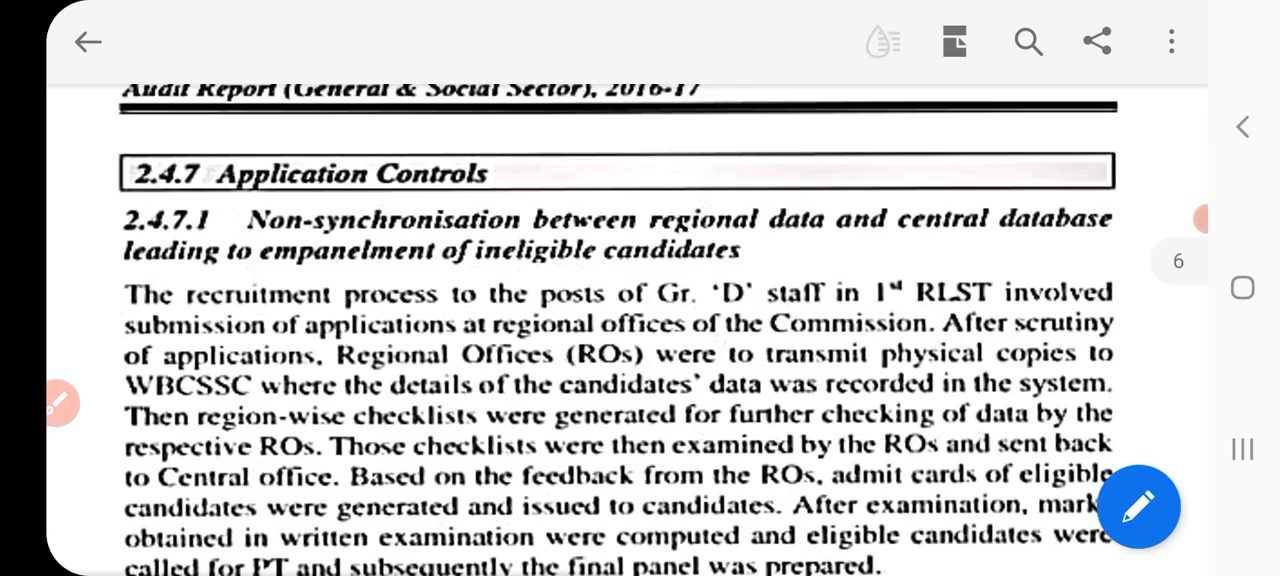 Audit Report (General & Social Sector), 2016-17
2.4.7 Application Controls
2.4.7.1 Non-synchronisation between regional data and central database
leading to empanelment of ineligible candidates
The recruitment process to the posts of Gr. ‘D’ staff in 1st RLST involved
submission of applications at regional offices of the Commission. After scrutiny
of applications, Regional Offices (ROs) were to transmit physical copies to
WBCSSC where the details of the candidates’ data was recorded in the system.
Then region-wise checklists were generated for further checking of data by the
respective ROs. Those checklists were then examined by the ROs and sent back
to Central office. Based on the feedback from the ROs, admit cards of eligible
candidates were generated and issued to candidates. After examination, mark
obtained in written examination were computed and eligible candidates were
called for PT and subsequently the final panel was prepared.
6